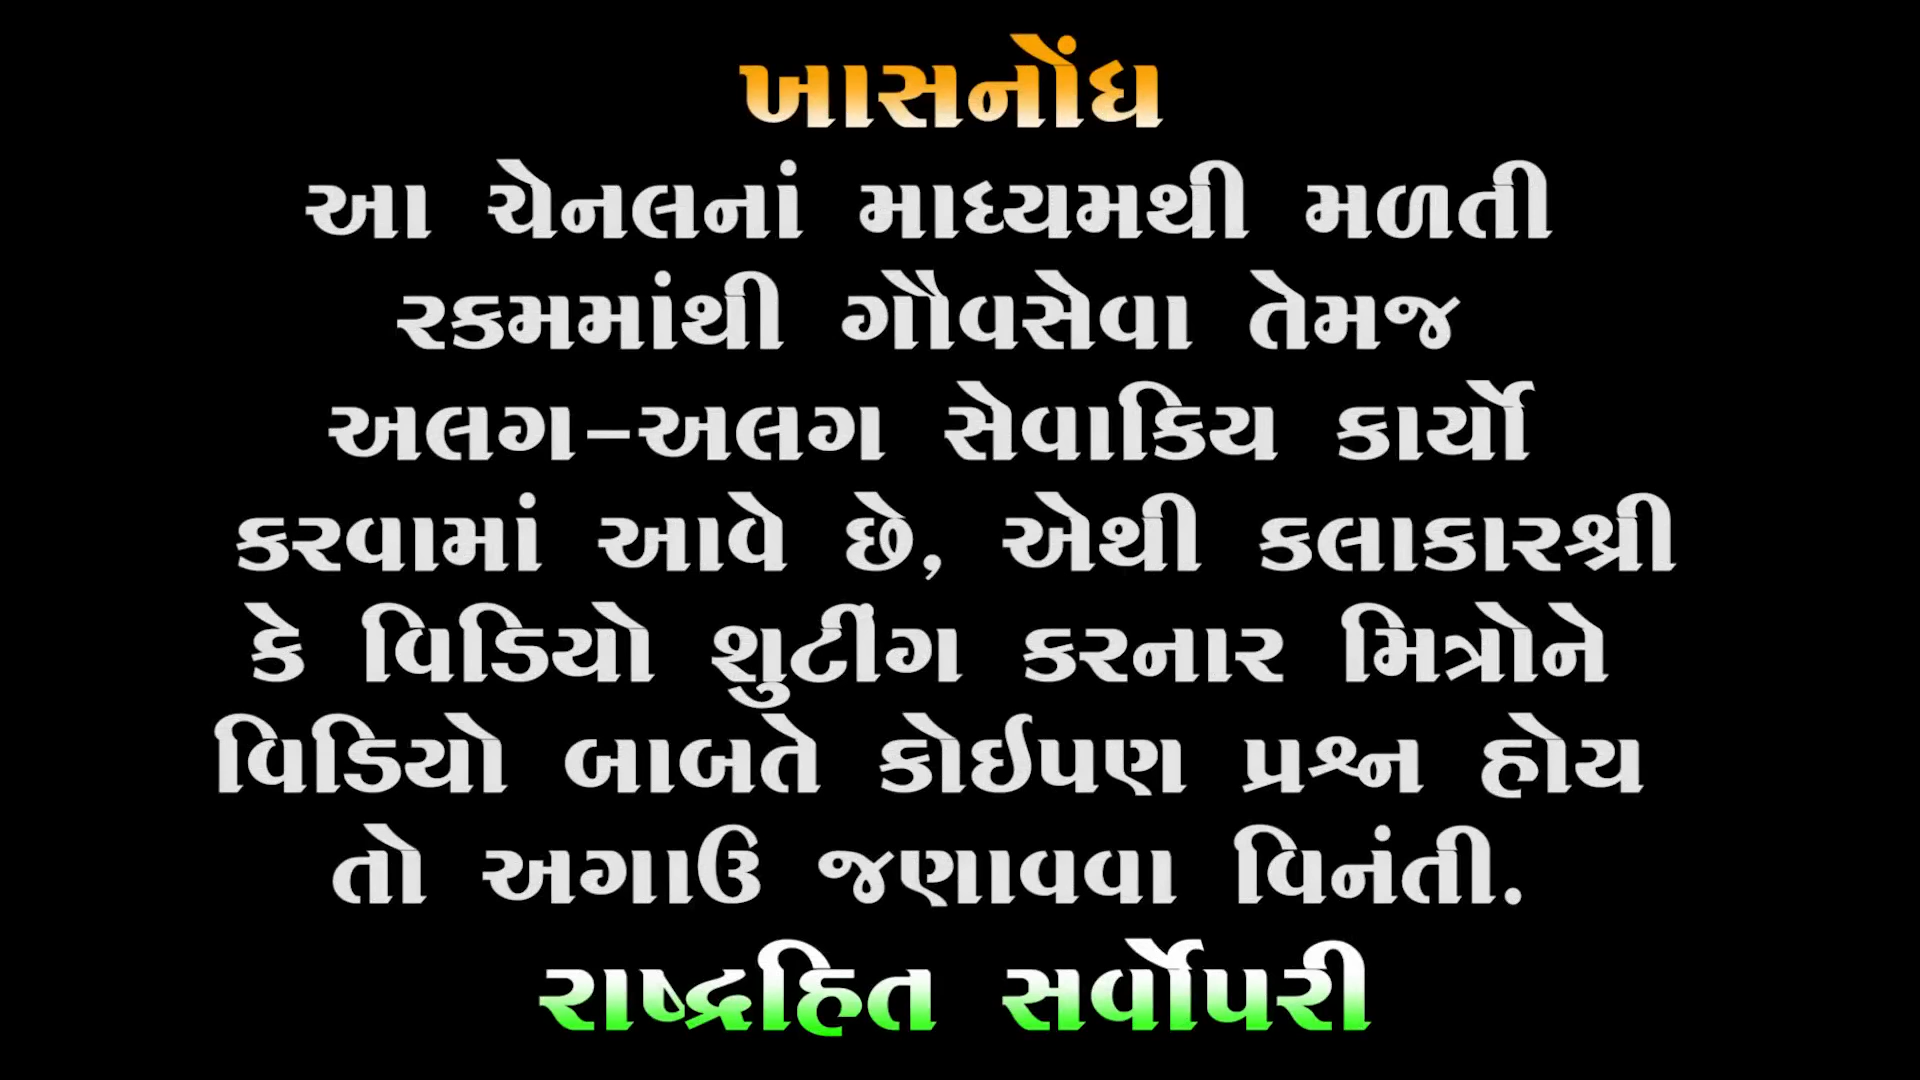 ખાસનોંધ
આ ચેનલનાં માધ્યમથી મળતી
રકમમાંથી ગૌવસેવા તેમજ
અલગ-અલગ સેવાકિય કાર્યો
કરવામાં આવે છે, એથી કલાકારશ્રી
કે વિડિયો શુટીંગ કરનાર મિત્રોને
વિડિયો બાબતે કોઈપણ પ્રશ્ન હોય
તો અગાઉ જણાવવા વિનંતી.
રાષ્ટ્રહિત સર્વોપરી